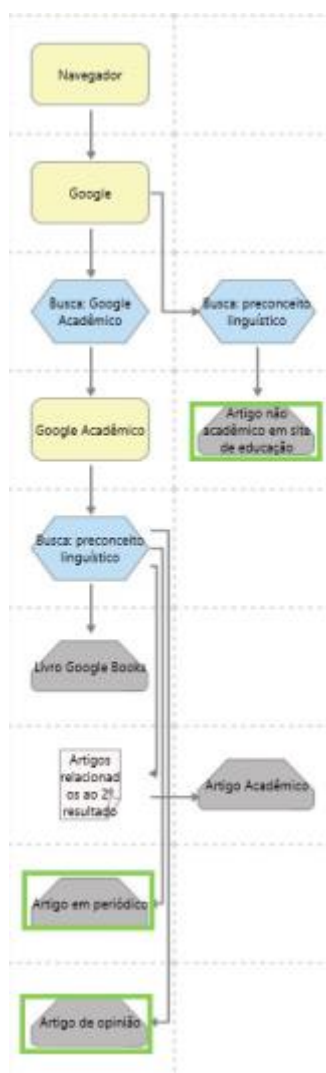 Navegador
Google
Busca: Google
Acadêmico
Busca: preconceito
linguístico
Google Acadêmico
Artigo não
acadêmico em site
de educação
Busca: preconceito
linguístico
Livro Google Books
Artigos
relacionad
os ao 2º
resultado
Artigo Acadêmico
Artigo em periódico
Artigo de opinião